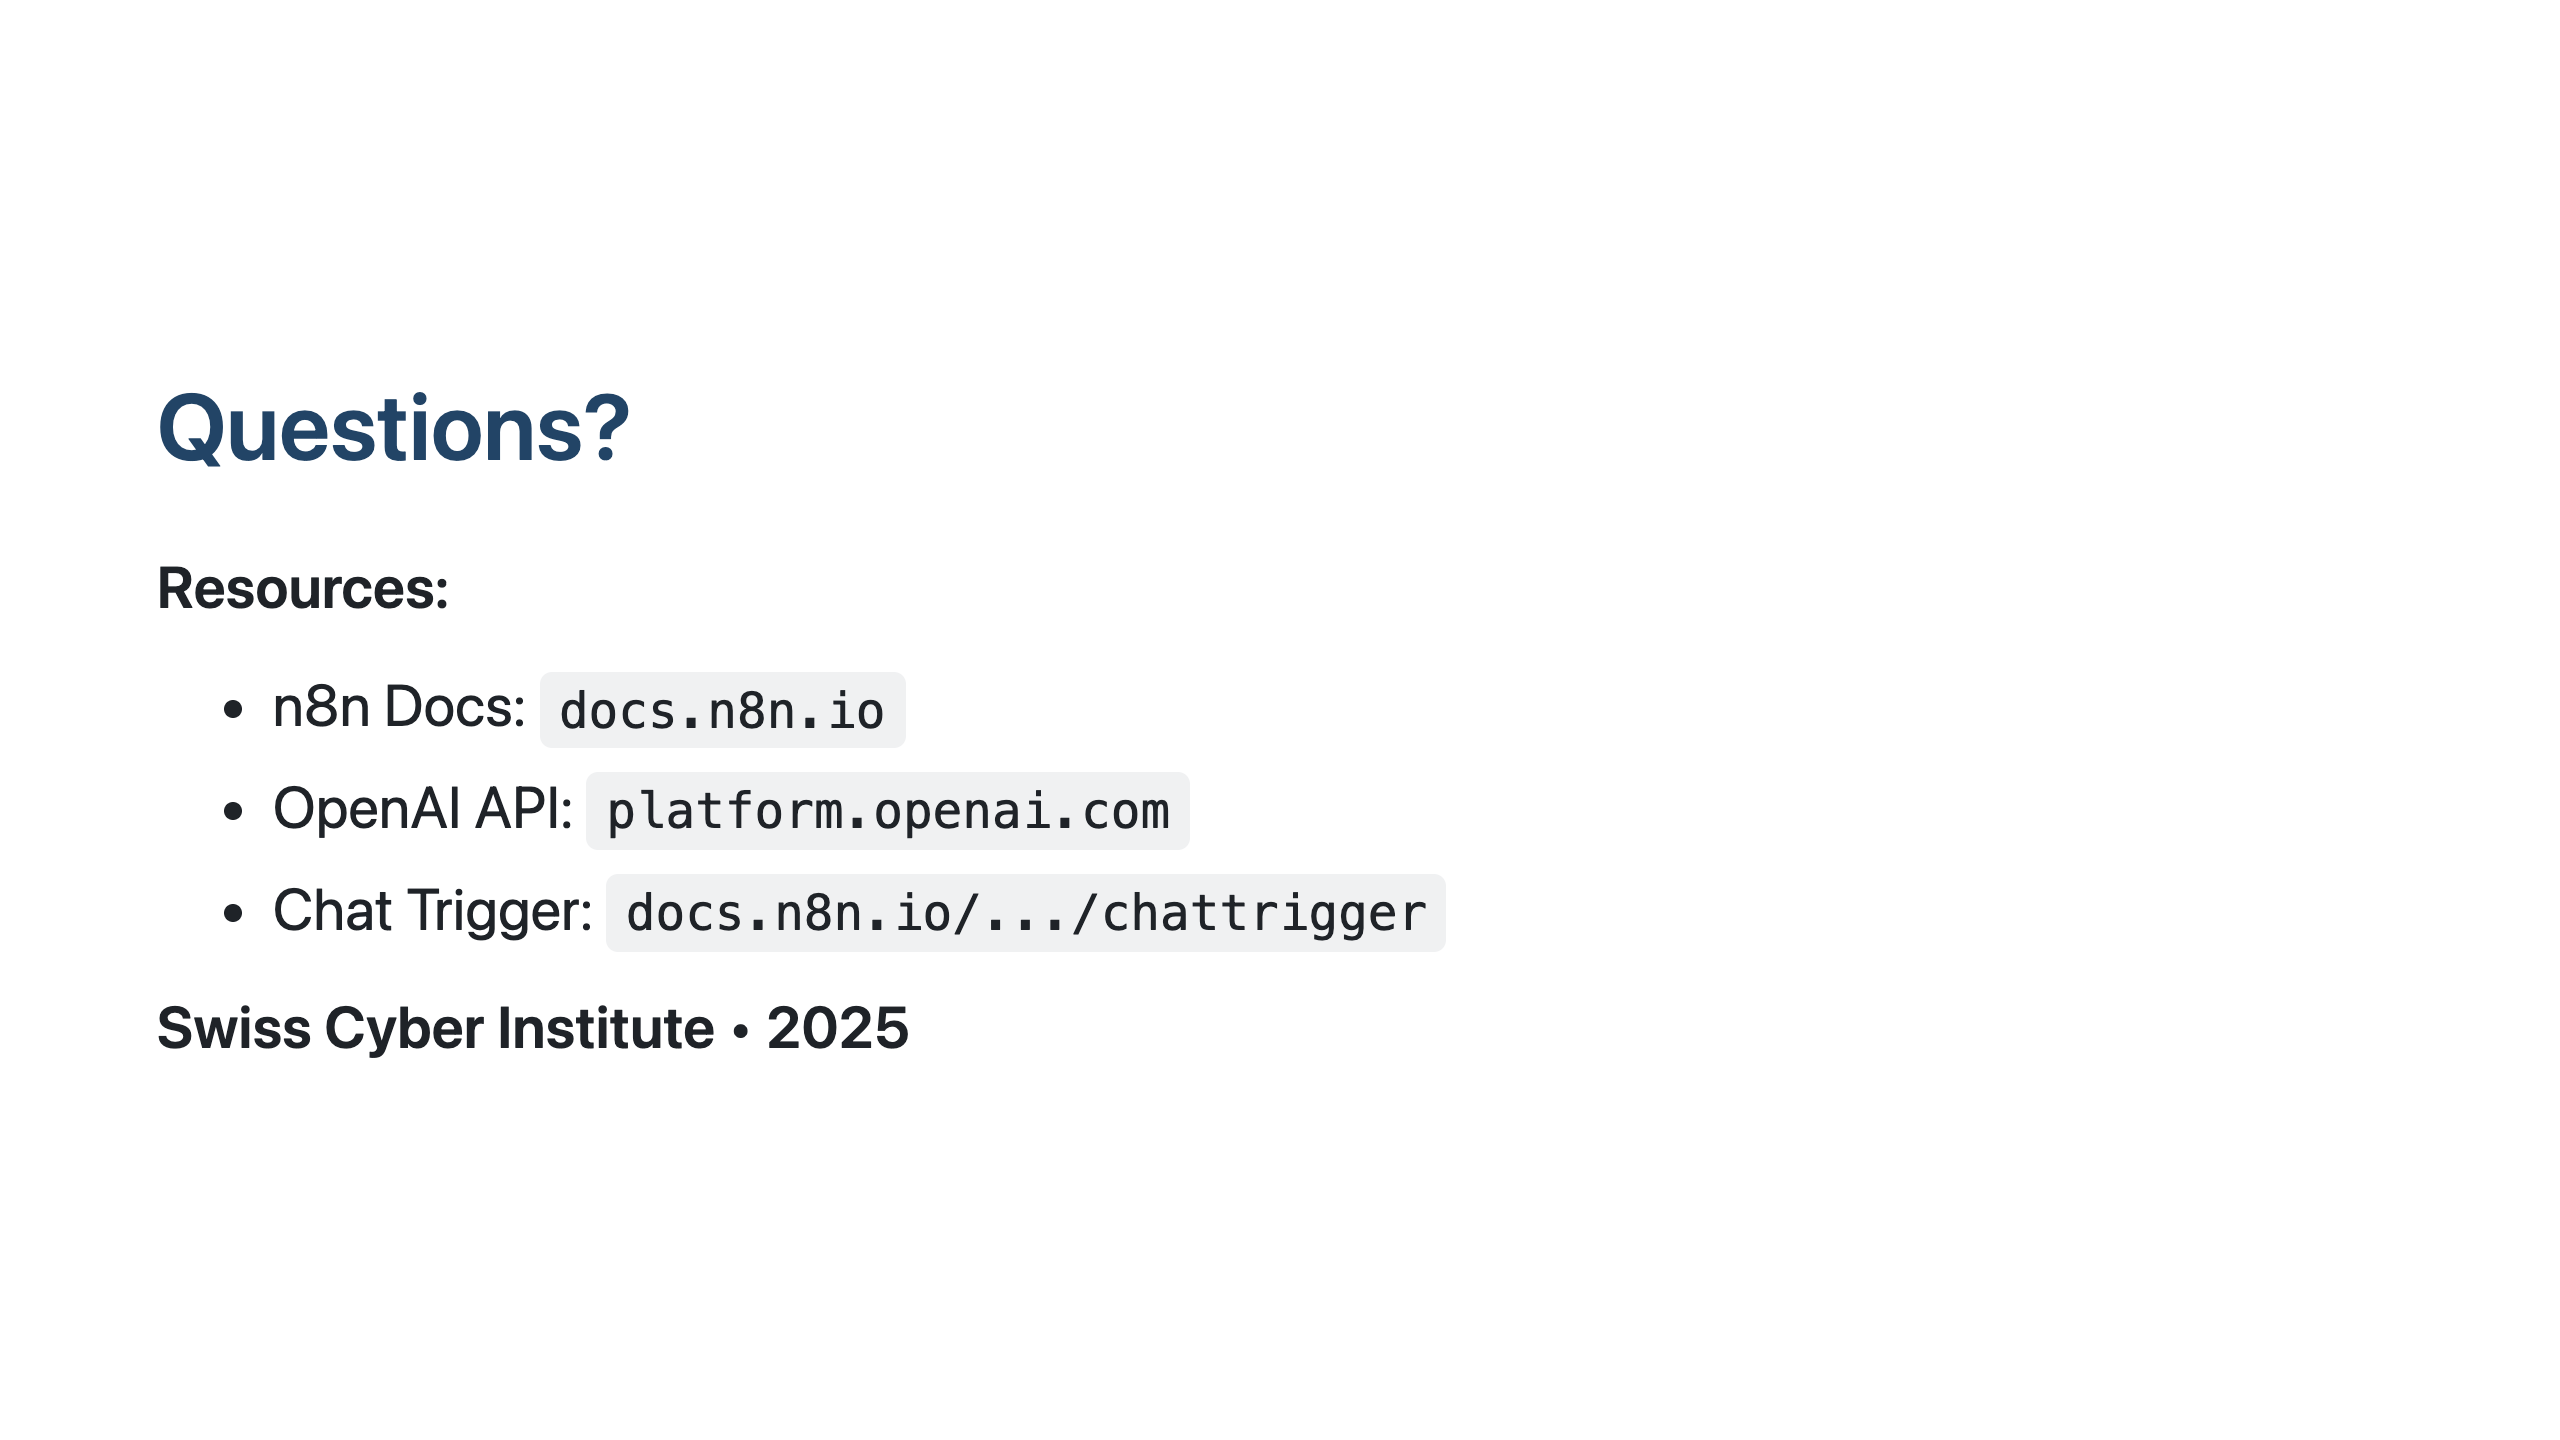 Questions?
Resources:
• n8n Docs: docs.n8n.io
• OpenAI API: platform.openai.com
• Chat Trigger: docs.n8n.io/.../chattrigger
Swiss Cyber Institute • 2025